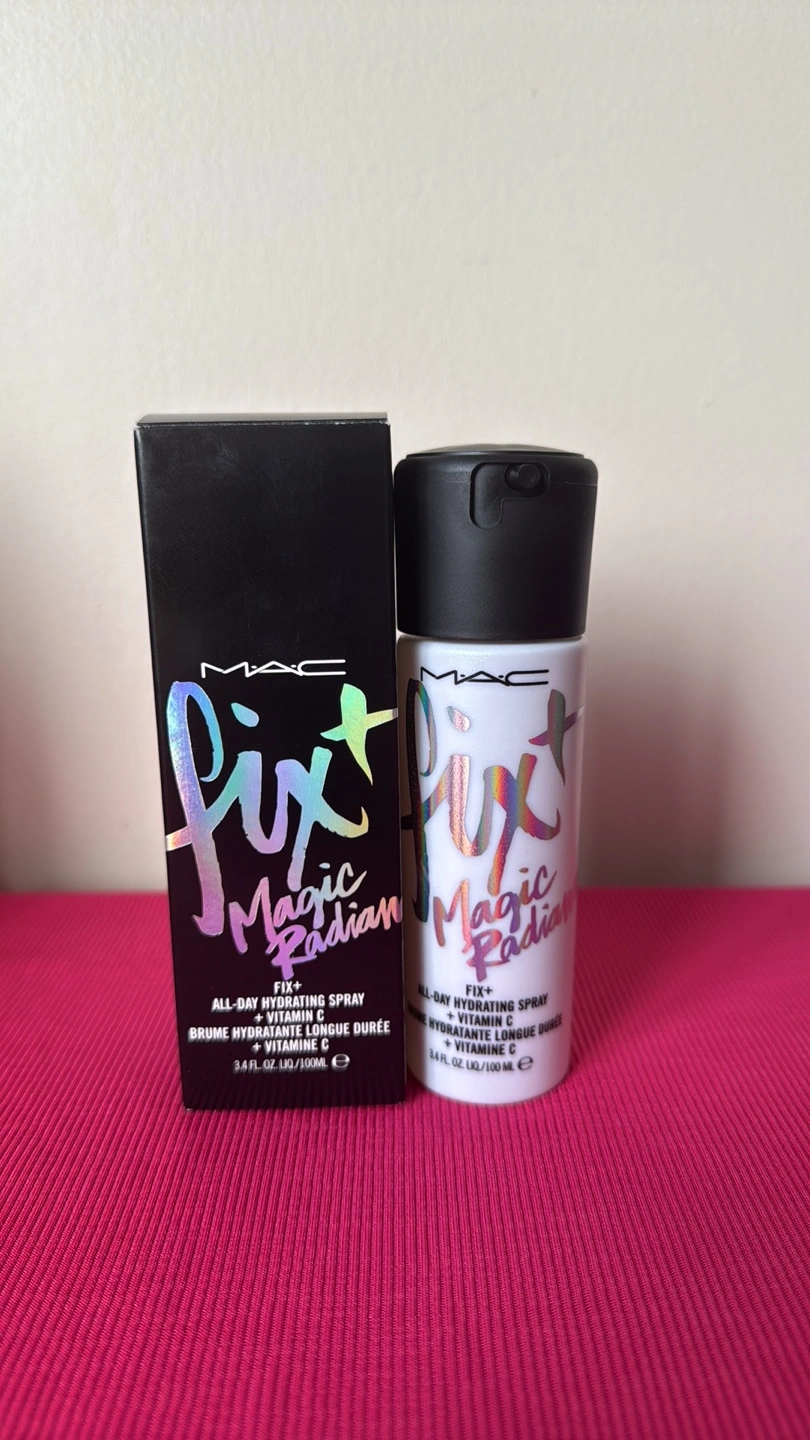 M·A·C
fix+
Magic
Radian
FIX+
ALL-DAY HYDRATING SPRAY
+ VITAMIN C
BRUME HYDRATANTE LONGUE DURÉE
+ VITAMINE C
3.4 FL. OZ. LIQ./100ML ℮
M·A·C
fix+
Magic
Radian
FIX+
ALL-DAY HYDRATING SPRAY
+ VITAMIN C
BRUME HYDRATANTE LONGUE DURÉE
+ VITAMINE C
3.4 FL. OZ. LIQ./100 ML ℮